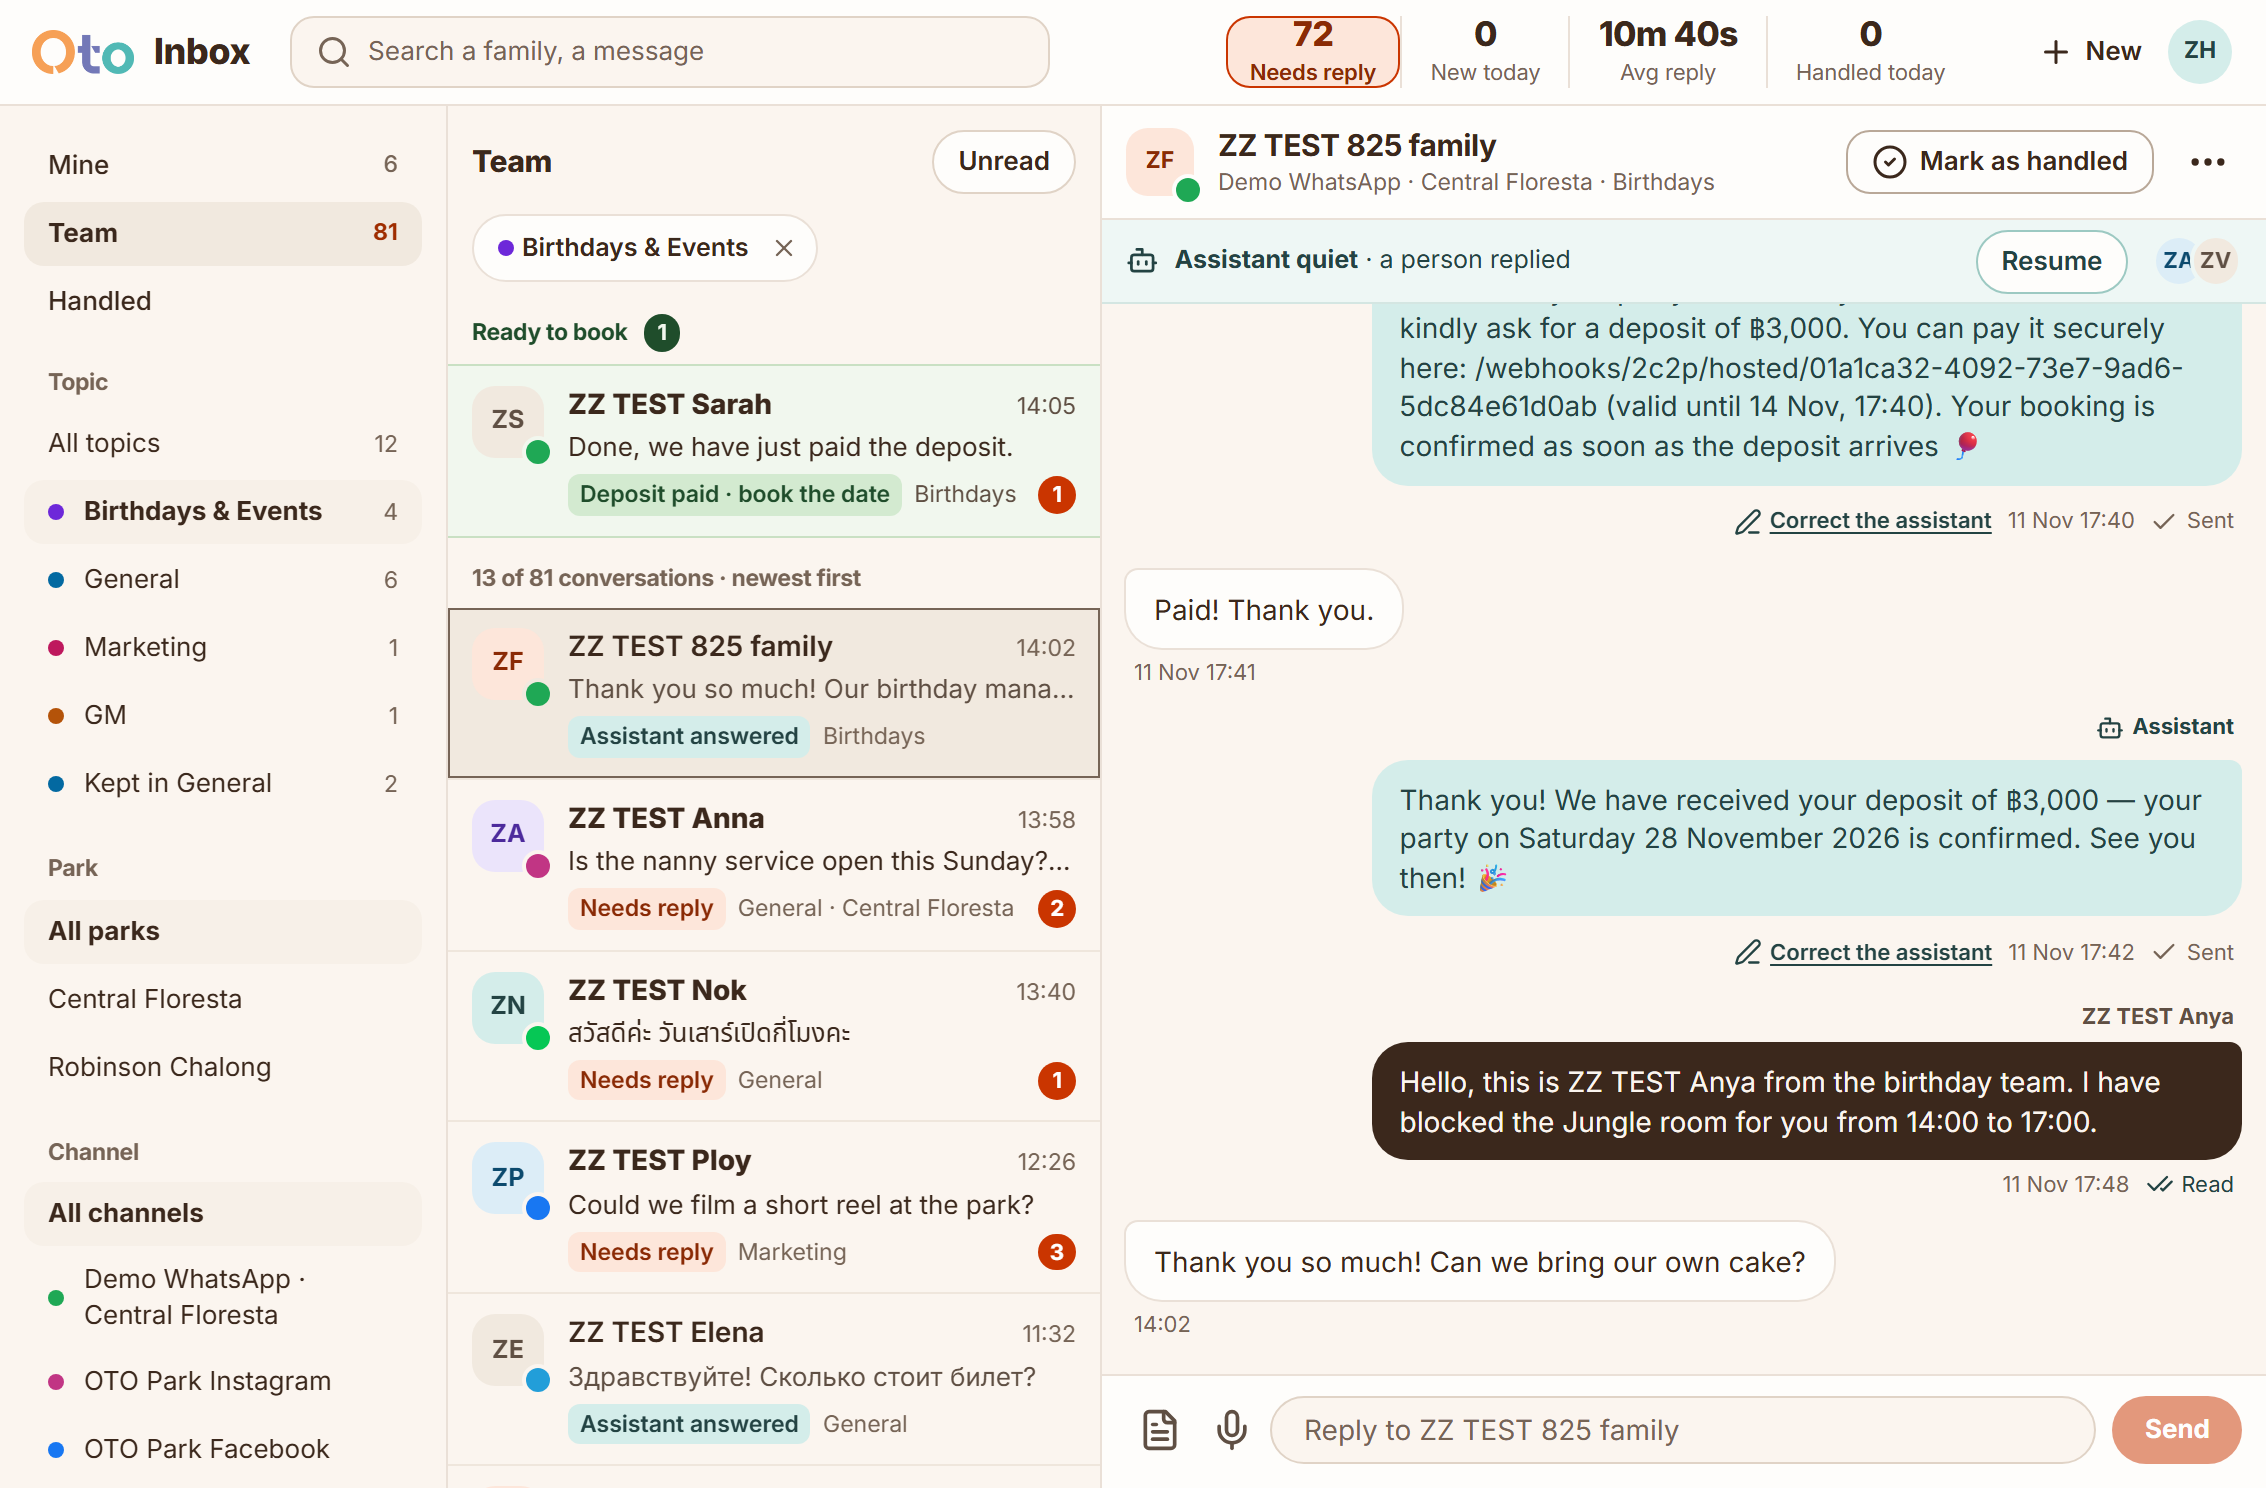 Oto Inbox
Search a family, a message
72
Needs reply
0
New today
10m 40s
Avg reply
0
Handled today
New
ZH
Mine 6
Team 81
Handled
Topic
All topics 12
Birthdays & Events 4
General 6
Marketing 1
GM 1
Kept in General 2
Park
All parks
Central Floresta
Robinson Chalong
Channel
All channels
Demo WhatsApp ·
Central Floresta
OTO Park Instagram
OTO Park Facebook
Team
Unread
Birthdays & Events
Ready to book 1
ZS
ZZ TEST Sarah 14:05
Done, we have just paid the deposit.
Deposit paid · book the date Birthdays 1
13 of 81 conversations · newest first
ZF
ZZ TEST 825 family 14:02
Thank you so much! Our birthday mana...
Assistant answered Birthdays
ZA
ZZ TEST Anna 13:58
Is the nanny service open this Sunday?...
Needs reply General · Central Floresta 2
ZN
ZZ TEST Nok 13:40
สวัสดีค่ะ วันเสาร์เปิดกี่โมงคะ
Needs reply General 1
ZP
ZZ TEST Ploy 12:26
Could we film a short reel at the park?
Needs reply Marketing 3
ZE
ZZ TEST Elena 11:32
Здравствуйте! Сколько стоит билет?
Assistant answered General
ZF
ZZ TEST 825 family
Demo WhatsApp · Central Floresta · Birthdays
Mark as handled
Assistant quiet · a person replied
Resume
ZA ZV
kindly ask for a deposit of ฿3,000. You can pay it securely
here: /webhooks/2c2p/hosted/01a1ca32-4092-73e7-9ad6-
5dc84e61d0ab (valid until 14 Nov, 17:40). Your booking is
confirmed as soon as the deposit arrives 🎈
Correct the assistant 11 Nov 17:40 Sent
Paid! Thank you.
11 Nov 17:41
Assistant
Thank you! We have received your deposit of ฿3,000 — your
party on Saturday 28 November 2026 is confirmed. See you
then! 🎉
Correct the assistant 11 Nov 17:42 Sent
ZZ TEST Anya
Hello, this is ZZ TEST Anya from the birthday team. I have
blocked the Jungle room for you from 14:00 to 17:00.
11 Nov 17:48 Read
Thank you so much! Can we bring our own cake?
14:02
Reply to ZZ TEST 825 family
Send